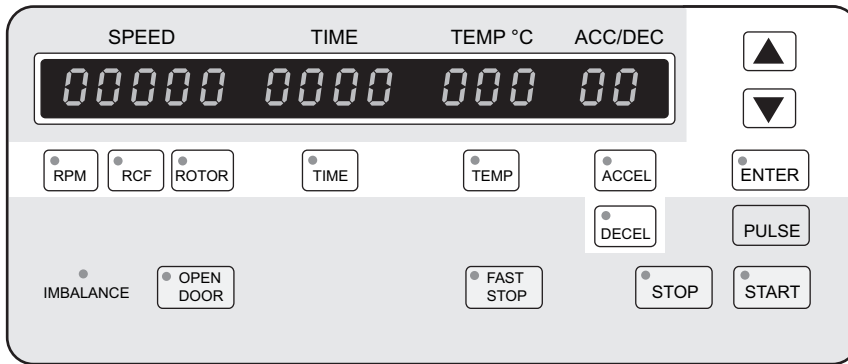 SPEED TIME TEMP °C ACC/DEC
00000 0000 000 00
RPM RCF ROTOR TIME TEMP ACCEL ENTER
DECEL PULSE
IMBALANCE OPEN DOOR FAST STOP STOP START